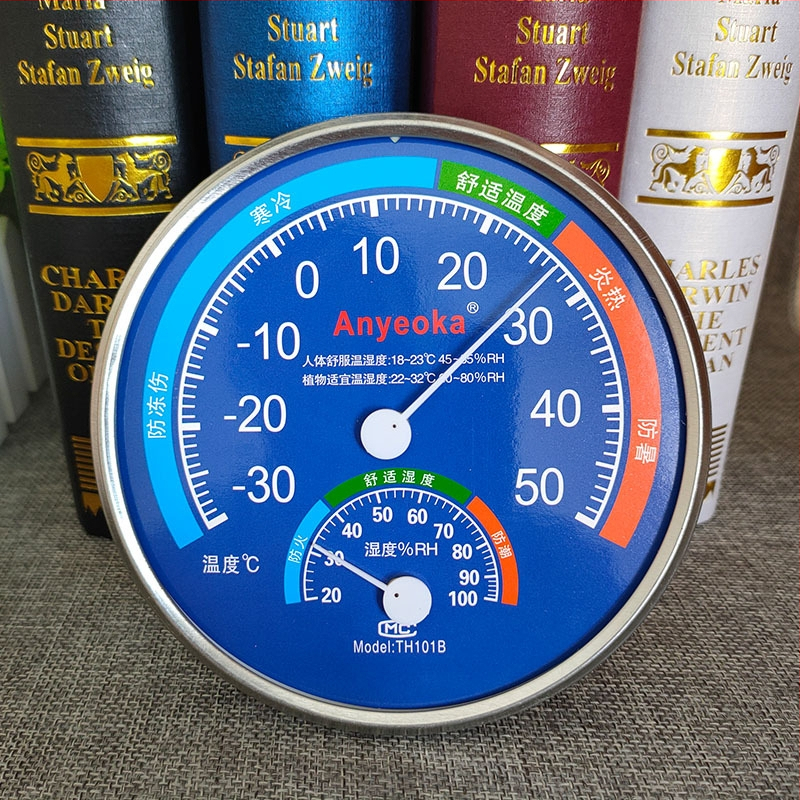 Maria
Stuart
Stafan Zweig
Stuart
Stafan Zweig
Stuart
Stafan Zweig
Stuart
Stafan Zweig
舒适温度
寒冷
炎热
防冻伤
防暑
-30
-20
-10
0
10
20
30
40
50
Anyeoka®
人体舒服温湿度:18~23℃ 45~65%RH
植物适宜温湿度:22~32℃ 60~80%RH
温度℃
舒适湿度
防火
防潮
20
30
40
50
60
70
80
90
100
湿度%RH
MC
Model:TH101B
CHARLES